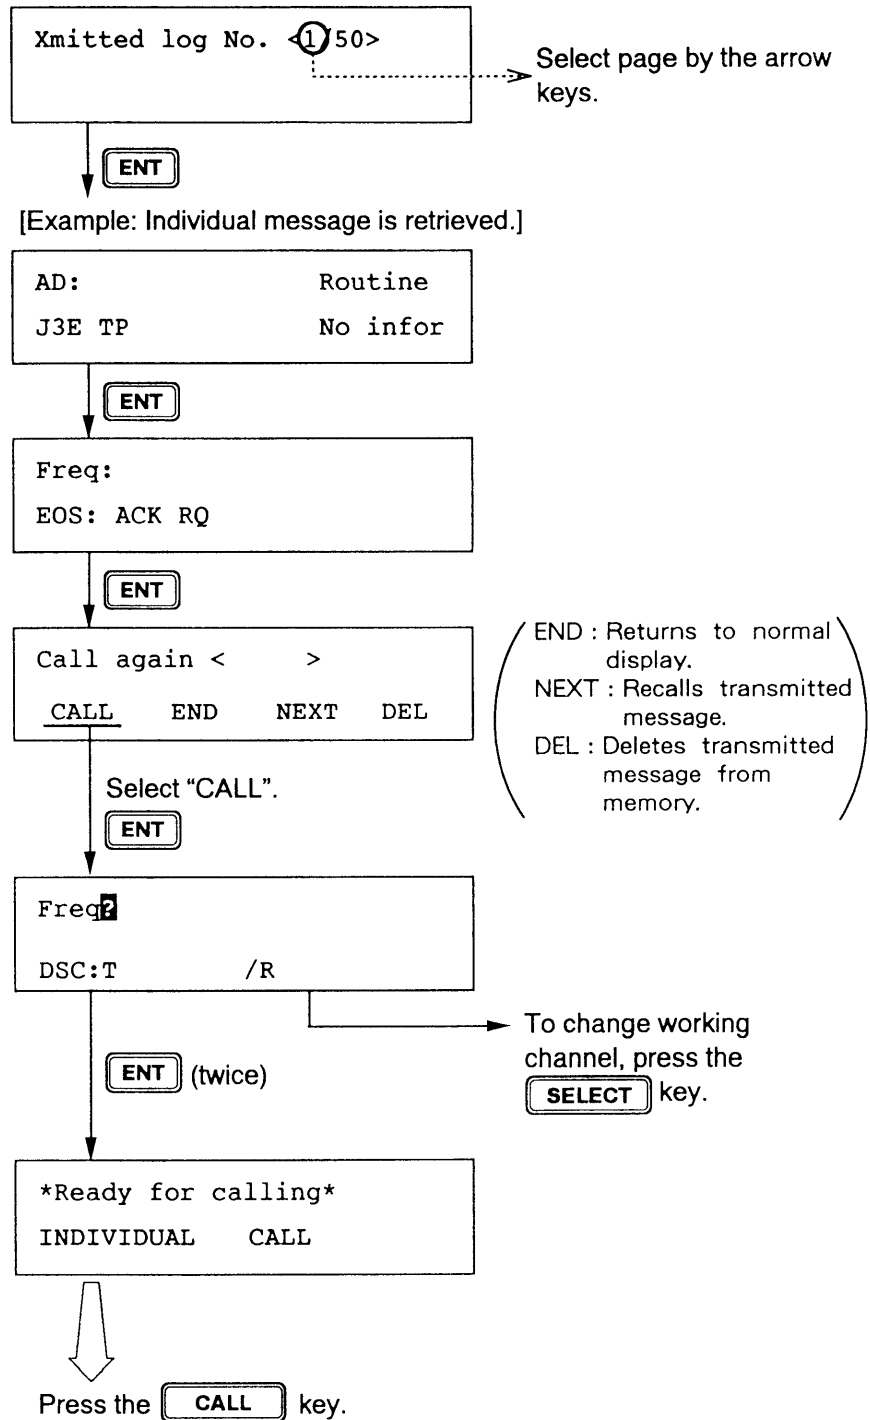 Xmitted log No. <1/50>
Select page by the arrow
keys.
ENT
[Example: Individual message is retrieved.]
AD: Routine
J3E TP No infor
ENT
Freq:
EOS: ACK RQ
ENT
Call again < >
CALL END NEXT DEL
END : Returns to normal
display.
NEXT : Recalls transmitted
message.
DEL : Deletes transmitted
message from
memory.
Select “CALL”.
ENT
Freq?
DSC:T /R
To change working
channel, press the
SELECT key.
ENT (twice)
*Ready for calling*
INDIVIDUAL CALL
Press the CALL key.